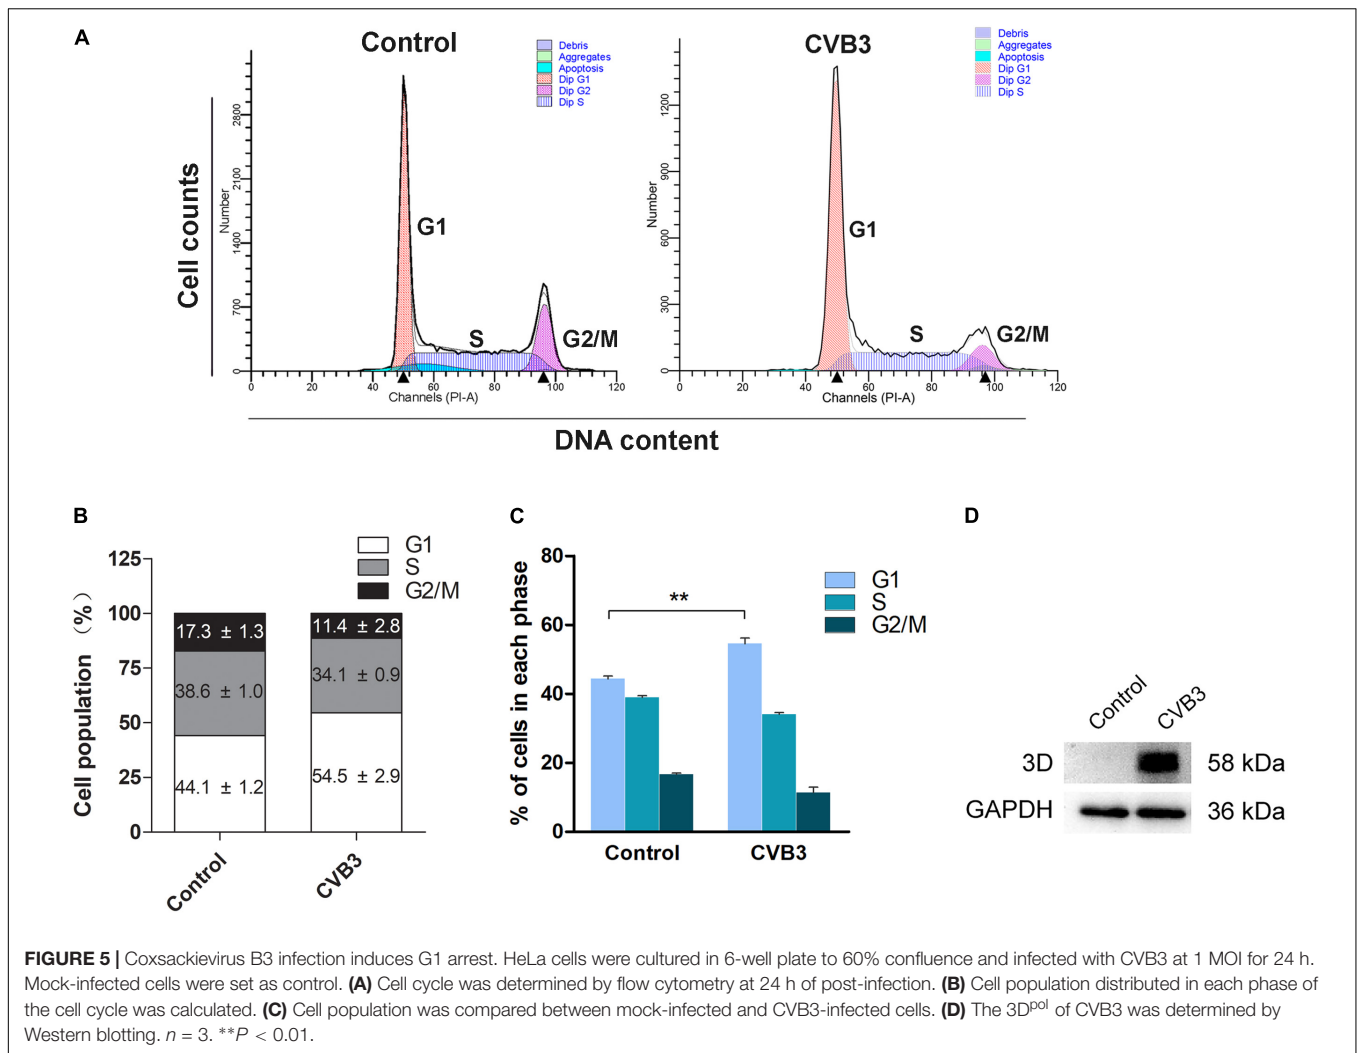 A
Control
Debris
Aggregates
Apoptosis
Dip G1
Dip G2
Dip S
Cell counts
Number
0 700 1400 2100 2800
G1
S
G2/M
0 20 40 60 80 100 120
Channels (PI-A)
CVB3
Debris
Aggregates
Apoptosis
Dip G1
Dip G2
Dip S
Number
0 300 600 900 1200
G1
S
G2/M
0 20 40 60 80 100 120
Channels (PI-A)
DNA content
B
G1
S
G2/M
Cell population (%)
125
100
75
50
25
0
17.3 ± 1.3
38.6 ± 1.0
44.1 ± 1.2
11.4 ± 2.8
34.1 ± 0.9
54.5 ± 2.9
Control
CVB3
C
% of cells in each phase
80
60
40
20
0
**
G1
S
G2/M
Control
CVB3
D
Control
CVB3
3D
58 kDa
GAPDH
36 kDa
FIGURE 5 | Coxsackievirus B3 infection induces G1 arrest. HeLa cells were cultured in 6-well plate to 60% confluence and infected with CVB3 at 1 MOI for 24 h.
Mock-infected cells were set as control. (A) Cell cycle was determined by flow cytometry at 24 h of post-infection. (B) Cell population distributed in each phase of
the cell cycle was calculated. (C) Cell population was compared between mock-infected and CVB3-infected cells. (D) The 3Dpol of CVB3 was determined by
Western blotting. n = 3. **P < 0.01.